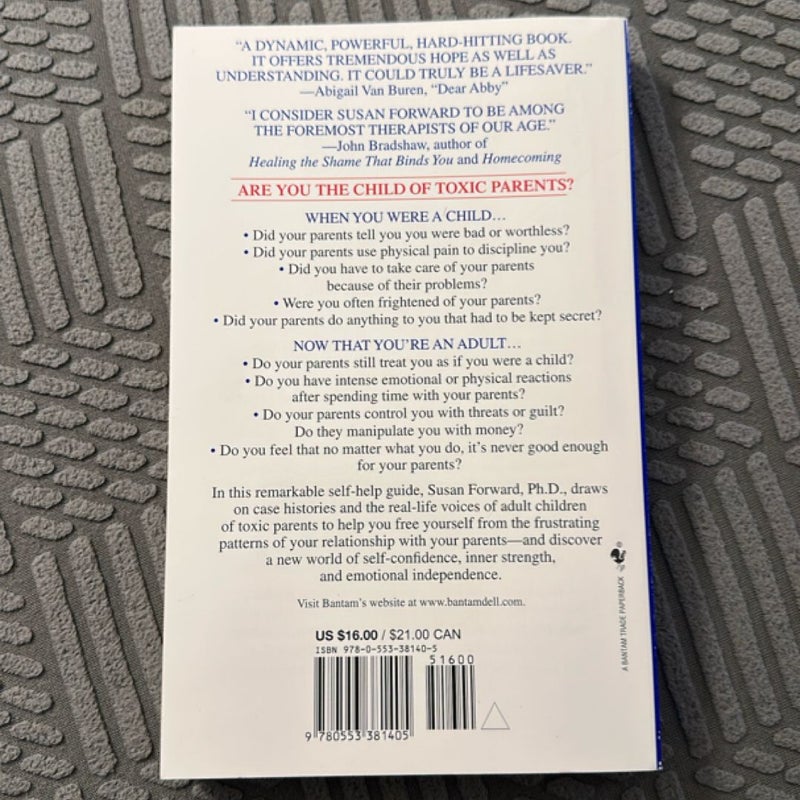 “A DYNAMIC, POWERFUL, HARD-HITTING BOOK.
IT OFFERS TREMENDOUS HOPE AS WELL AS
UNDERSTANDING. IT COULD TRULY BE A LIFESAVER.”
—Abigail Van Buren, “Dear Abby”
“I CONSIDER SUSAN FORWARD TO BE AMONG
THE FOREMOST THERAPISTS OF OUR AGE.”
—John Bradshaw, author of
Healing the Shame That Binds You and Homecoming
ARE YOU THE CHILD OF TOXIC PARENTS?
WHEN YOU WERE A CHILD…
• Did your parents tell you you were bad or worthless?
• Did your parents use physical pain to discipline you?
• Did you have to take care of your parents
because of their problems?
• Were you often frightened of your parents?
• Did your parents do anything to you that had to be kept secret?
NOW THAT YOU’RE AN ADULT…
• Do your parents still treat you as if you were a child?
• Do you have intense emotional or physical reactions
after spending time with your parents?
• Do your parents control you with threats or guilt?
Do they manipulate you with money?
• Do you feel that no matter what you do, it’s never good enough
for your parents?
In this remarkable self-help guide, Susan Forward, Ph.D., draws
on case histories and the real-life voices of adult children
of toxic parents to help you free yourself from the frustrating
patterns of your relationship with your parents—and discover
a new world of self-confidence, inner strength,
and emotional independence.
Visit Bantam’s website at www.bantamdell.com.
A BANTAM TRADE PAPERBACK
US $16.00 / $21.00 CAN
ISBN 978-0-553-38140-5
51600
9 780553 381405